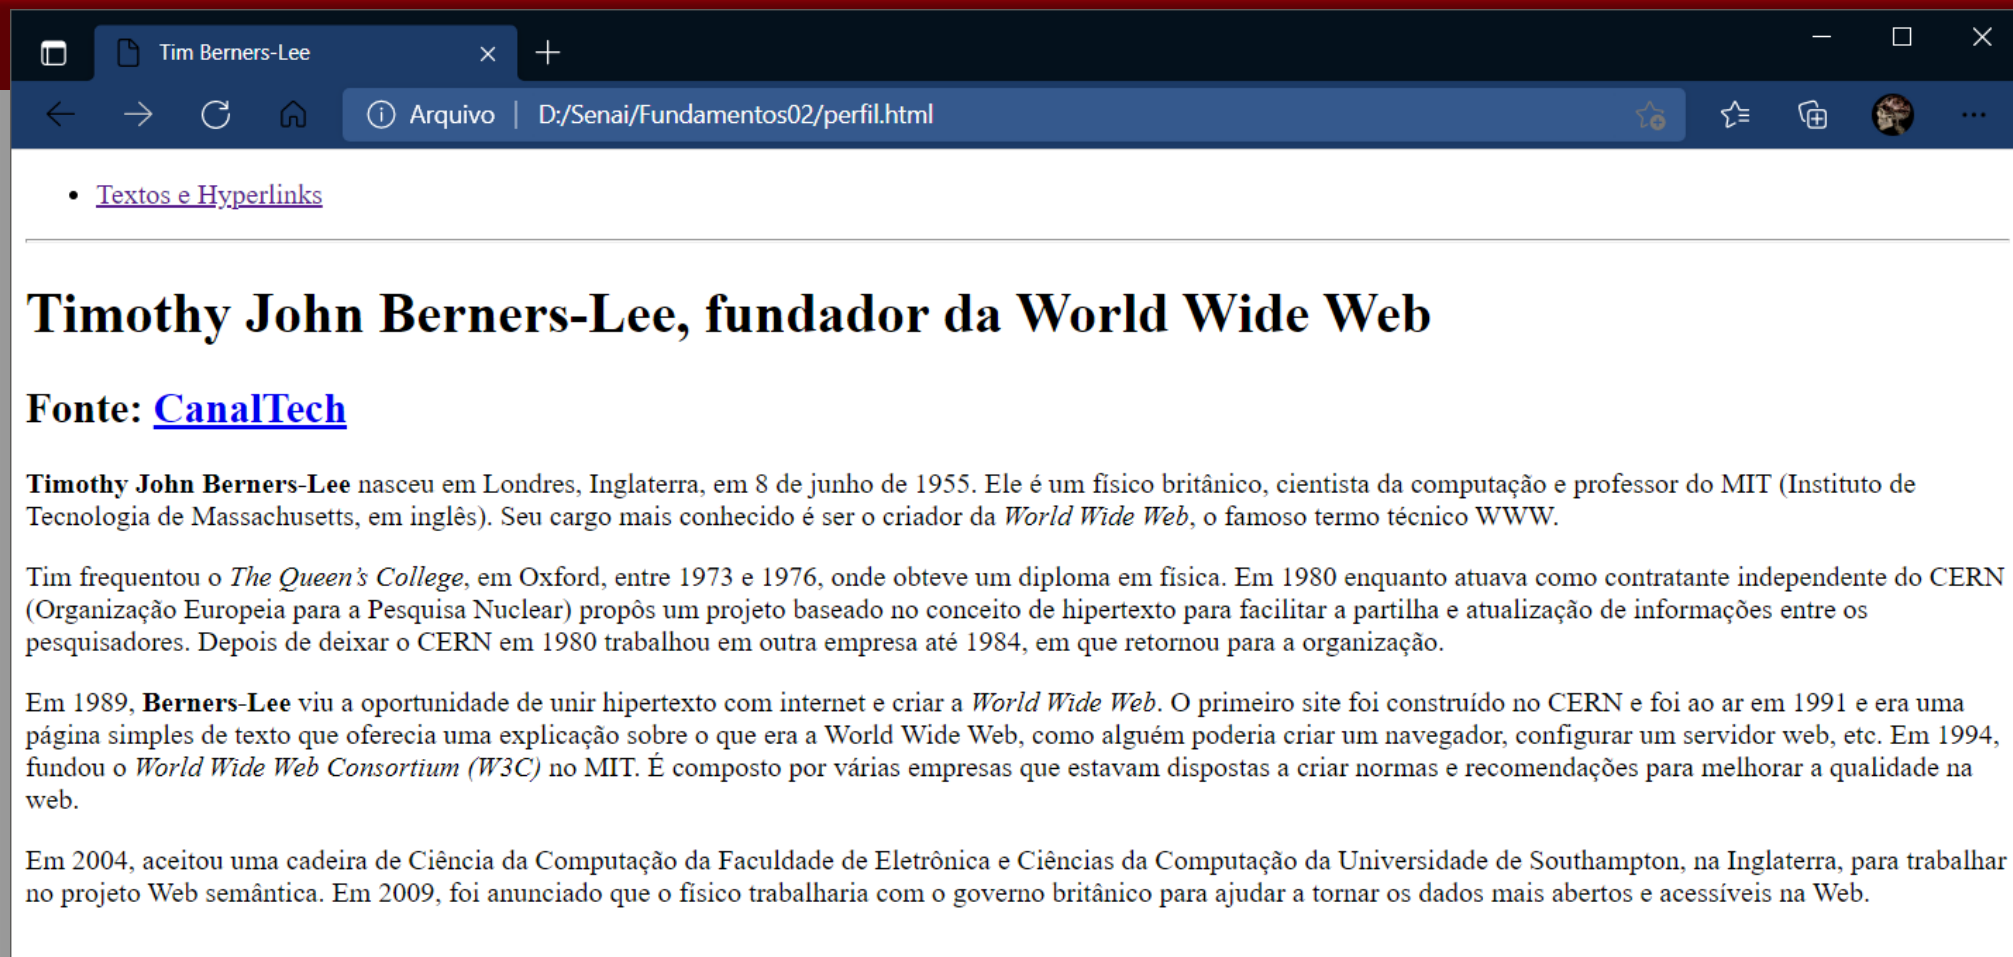 Tim Berners-Lee
Arquivo | D:/Senai/Fundamentos02/perfil.html
• Textos e Hyperlinks
Timothy John Berners-Lee, fundador da World Wide Web
Fonte: CanalTech
Timothy John Berners-Lee nasceu em Londres, Inglaterra, em 8 de junho de 1955. Ele é um físico britânico, cientista da computação e professor do MIT (Instituto de
Tecnologia de Massachusetts, em inglês). Seu cargo mais conhecido é ser o criador da World Wide Web, o famoso termo técnico WWW.
Tim frequentou o The Queen’s College, em Oxford, entre 1973 e 1976, onde obteve um diploma em física. Em 1980 enquanto atuava como contratante independente do CERN
(Organização Europeia para a Pesquisa Nuclear) propôs um projeto baseado no conceito de hipertexto para facilitar a partilha e atualização de informações entre os
pesquisadores. Depois de deixar o CERN em 1980 trabalhou em outra empresa até 1984, em que retornou para a organização.
Em 1989, Berners-Lee viu a oportunidade de unir hipertexto com internet e criar a World Wide Web. O primeiro site foi construído no CERN e foi ao ar em 1991 e era uma
página simples de texto que oferecia uma explicação sobre o que era a World Wide Web, como alguém poderia criar um navegador, configurar um servidor web, etc. Em 1994,
fundou o World Wide Web Consortium (W3C) no MIT. É composto por várias empresas que estavam dispostas a criar normas e recomendações para melhorar a qualidade na
web.
Em 2004, aceitou uma cadeira de Ciência da Computação da Faculdade de Eletrônica e Ciências da Computação da Universidade de Southampton, na Inglaterra, para trabalhar
no projeto Web semântica. Em 2009, foi anunciado que o físico trabalharia com o governo britânico para ajudar a tornar os dados mais abertos e acessíveis na Web.